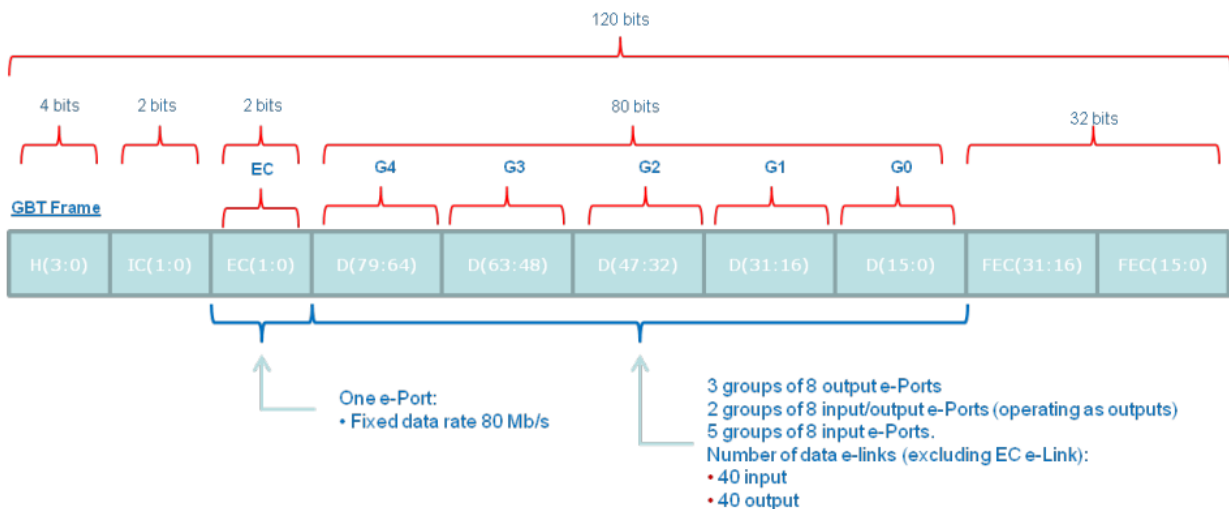 120 bits
4 bits
2 bits
2 bits
80 bits
32 bits
EC
G4
G3
G2
G1
G0
GBT Frame
H(3:0)
IC(1:0)
EC(1:0)
D(79:64)
D(63:48)
D(47:32)
D(31:16)
D(15:0)
FEC(31:16)
FEC(15:0)
One e-Port:
• Fixed data rate 80 Mb/s
3 groups of 8 output e-Ports
2 groups of 8 input/output e-Ports (operating as outputs)
5 groups of 8 input e-Ports.
Number of data e-links (excluding EC e-Link):
• 40 input
• 40 output